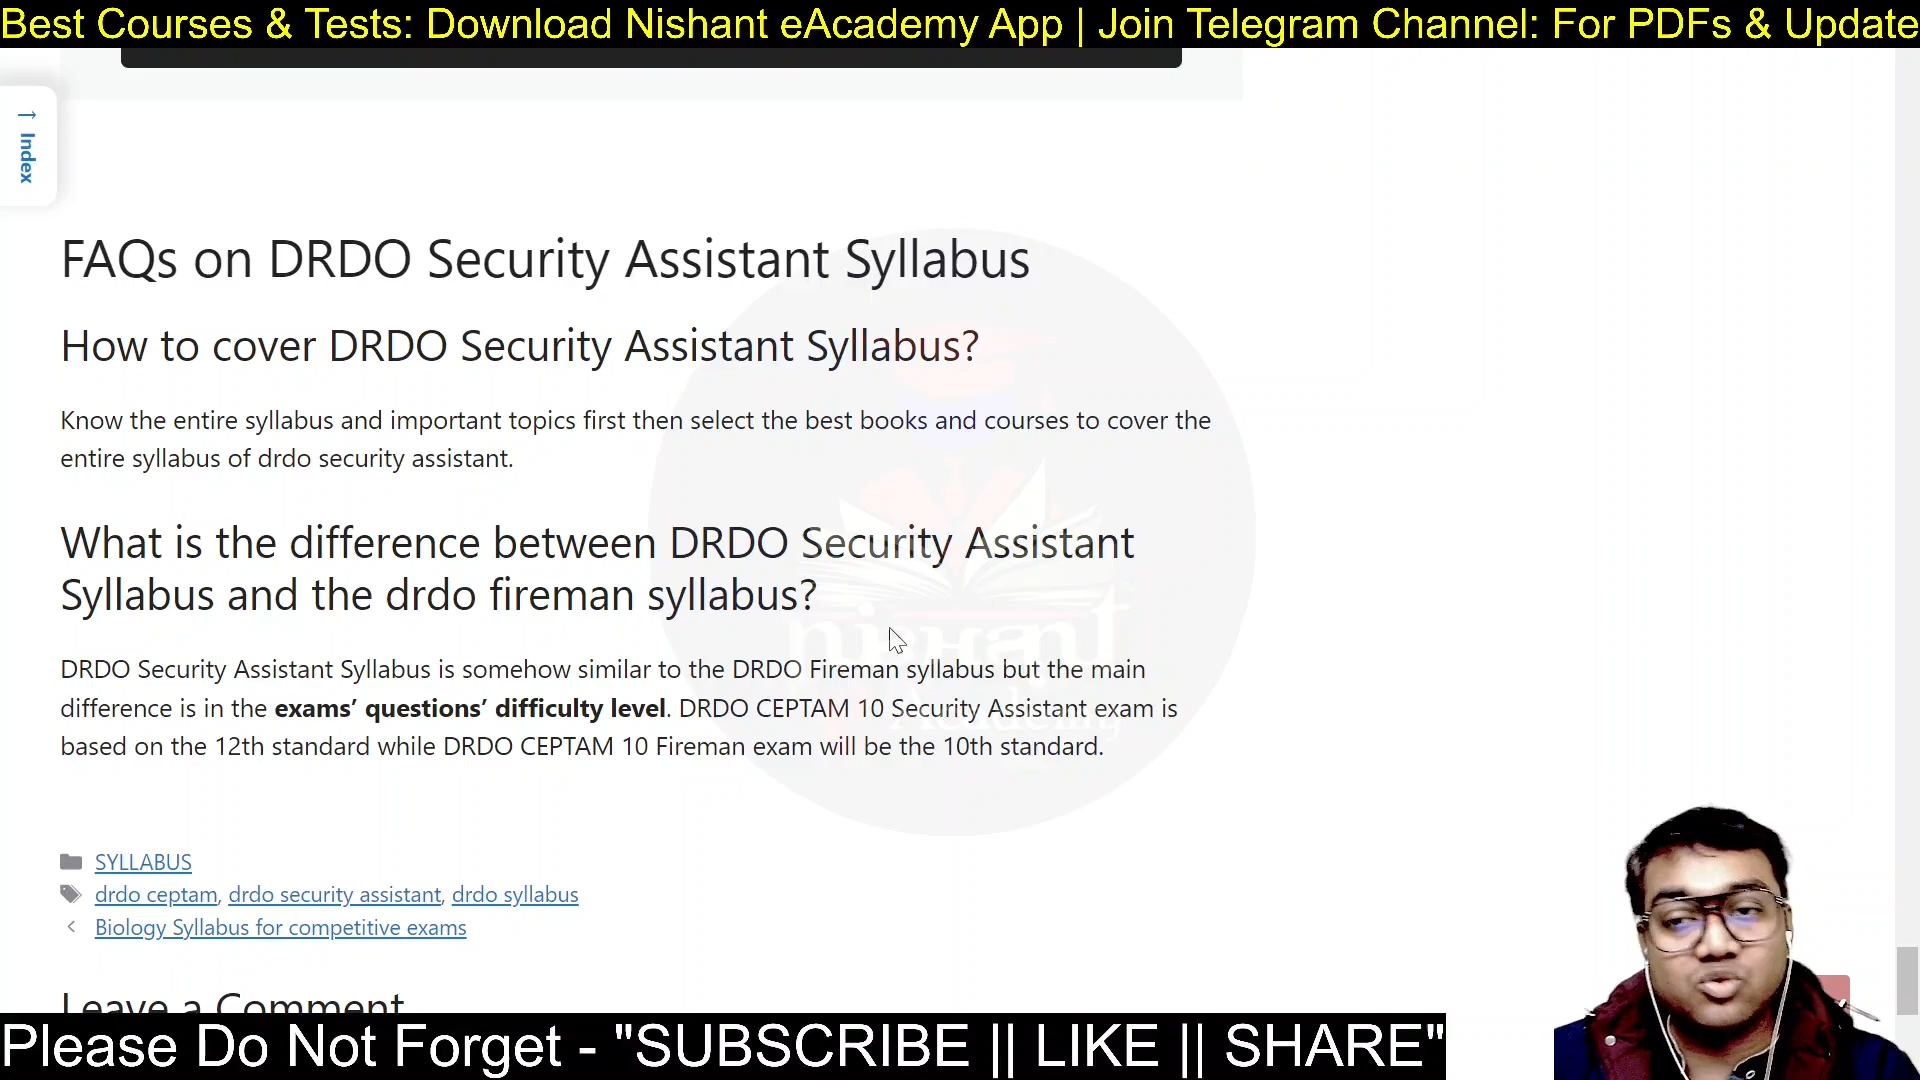 Best Courses & Tests: Download Nishant eAcademy App | Join Telegram Channel: For PDFs & Update
↑ Index
FAQs on DRDO Security Assistant Syllabus
How to cover DRDO Security Assistant Syllabus?
Know the entire syllabus and important topics first then select the best books and courses to cover the
entire syllabus of drdo security assistant.
What is the difference between DRDO Security Assistant
Syllabus and the drdo fireman syllabus?
DRDO Security Assistant Syllabus is somehow similar to the DRDO Fireman syllabus but the main
difference is in the exams’ questions’ difficulty level. DRDO CEPTAM 10 Security Assistant exam is
based on the 12th standard while DRDO CEPTAM 10 Fireman exam will be the 10th standard.
nishant
Academy
SYLLABUS
drdo ceptam, drdo security assistant, drdo syllabus
Biology Syllabus for competitive exams
Leave a Comment
Please Do Not Forget - "SUBSCRIBE || LIKE || SHARE"